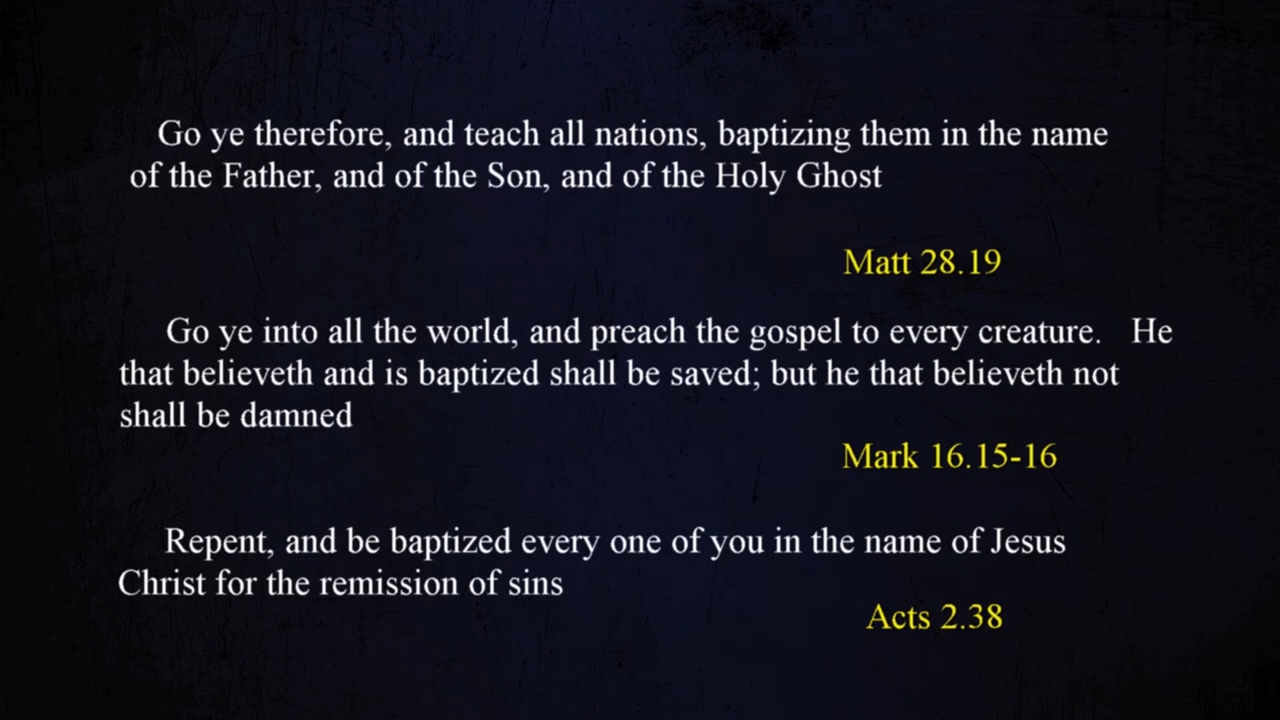 Go ye therefore, and teach all nations, baptizing them in the name
of the Father, and of the Son, and of the Holy Ghost
Matt 28.19
Go ye into all the world, and preach the gospel to every creature. He
that believeth and is baptized shall be saved; but he that believeth not
shall be damned
Mark 16.15-16
Repent, and be baptized every one of you in the name of Jesus
Christ for the remission of sins
Acts 2.38